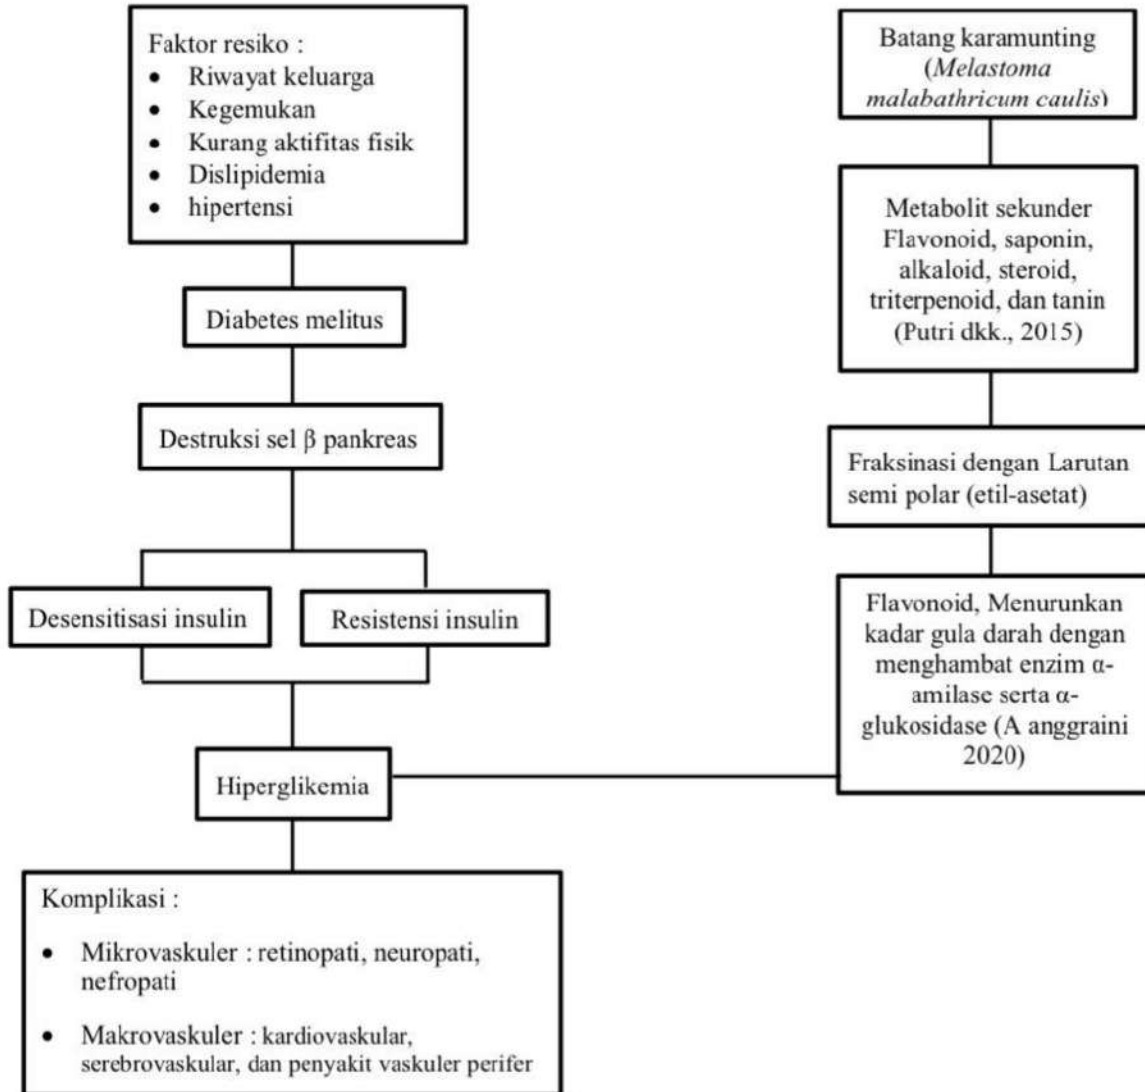 Faktor resiko :
• Riwayat keluarga
• Kegemukan
• Kurang aktifitas fisik
• Dislipidemia
• hipertensi
Diabetes melitus
Destruksi sel β pankreas
Desensitisasi insulin
Resistensi insulin
Hiperglikemia
Komplikasi :
• Mikrovaskuler : retinopati, neuropati,
nefropati
• Makrovaskuler : kardiovaskular,
serebrovaskular, dan penyakit vaskuler perifer
Batang karamunting
(Melastoma
malabathricum caulis)
Metabolit sekunder
Flavonoid, saponin,
alkaloid, steroid,
triterpenoid, dan tanin
(Putri dkk., 2015)
Fraksinasi dengan Larutan
semi polar (etil-asetat)
Flavonoid, Menurunkan
kadar gula darah dengan
menghambat enzim α-
amilase serta α-
glukosidase (A anggraini
2020)